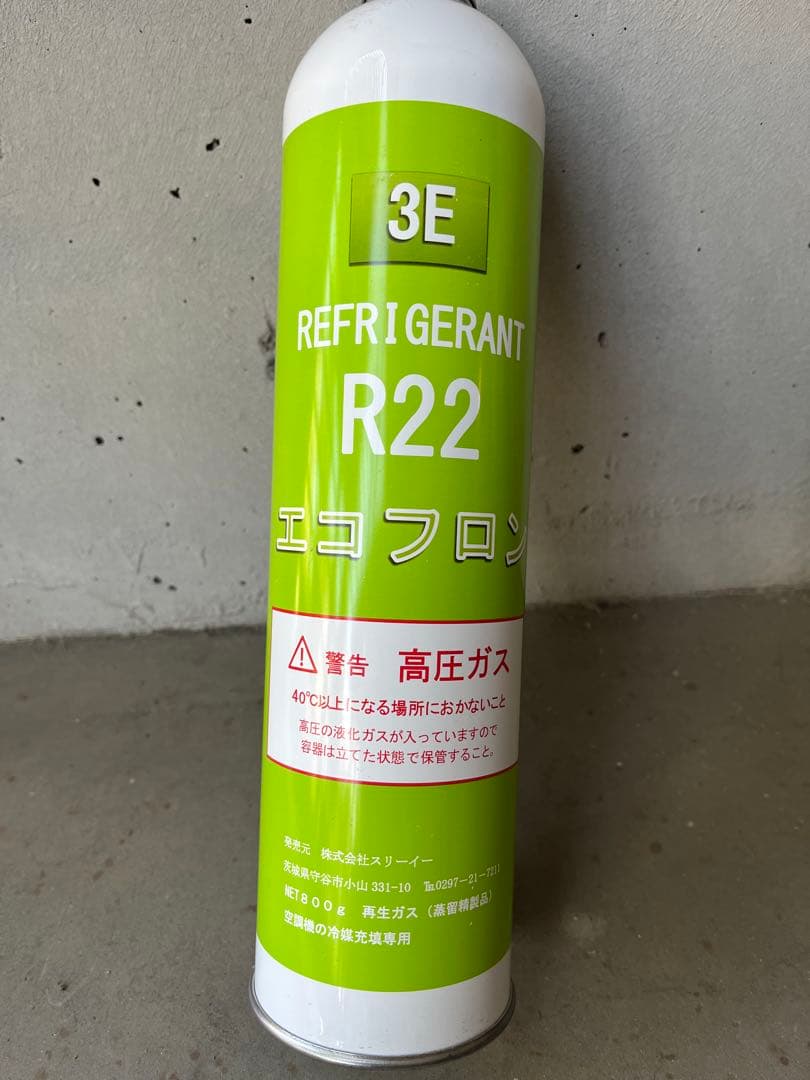 3E
REFRIGERANT
R22
エコフロン
警告 高圧ガス
40℃以上になる場所におかないこと
高圧の液化ガスが入っていますので
容器は立てた状態で保管すること。
発売元 株式会社スリーイー
茨城県守谷市小山331-10 ℡0297-21-7211
NET800g 再生ガス(蒸留精製品)
空調機の冷媒充填専用